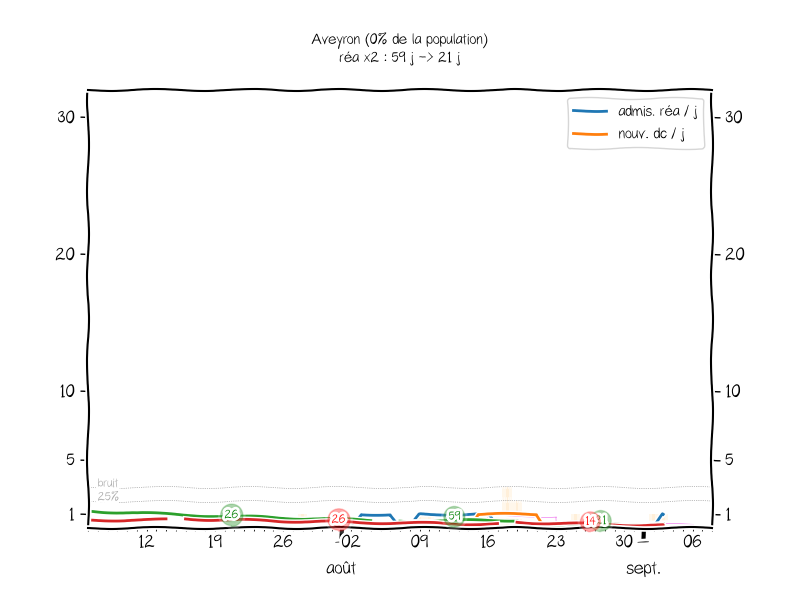 Aveyron (0% de la population)
réa x2 : 59 j -> 21 j
admis. réa / j
nouv. dc / j
30 30
20 20
10 10
5 5
bruit
25%
1 1
26 26 59 14 1
12 19 26 02 09 16 23 30 06
août sept.